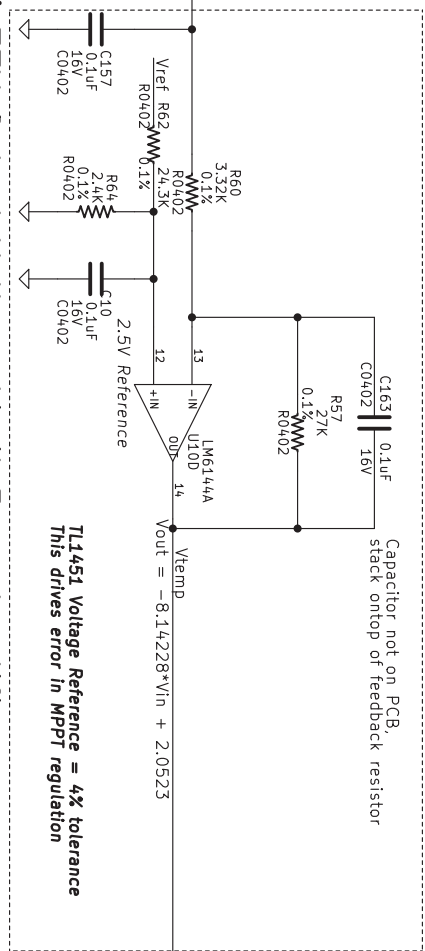 Capacitor not on PCB,
stack ontop of feedback resistor
C163
C0402
0.1uF
16V
R57
27K
0.1%
R0402
R60
3.32K
0.1%
R0402
LM6144A
U10D
13
-IN
12
+IN
OUT
14
Vtemp
Vout = -8.14228*Vin + 2.0523
Vref
R62
R0402
24.3K
0.1%
2.5V Reference
C157
0.1uF
16V
C0402
R64
2.4K
0.1%
R0402
C10
0.1uF
16V
C0402
TL1451 Voltage Reference = 4% tolerance
This drives error in MPPT regulation